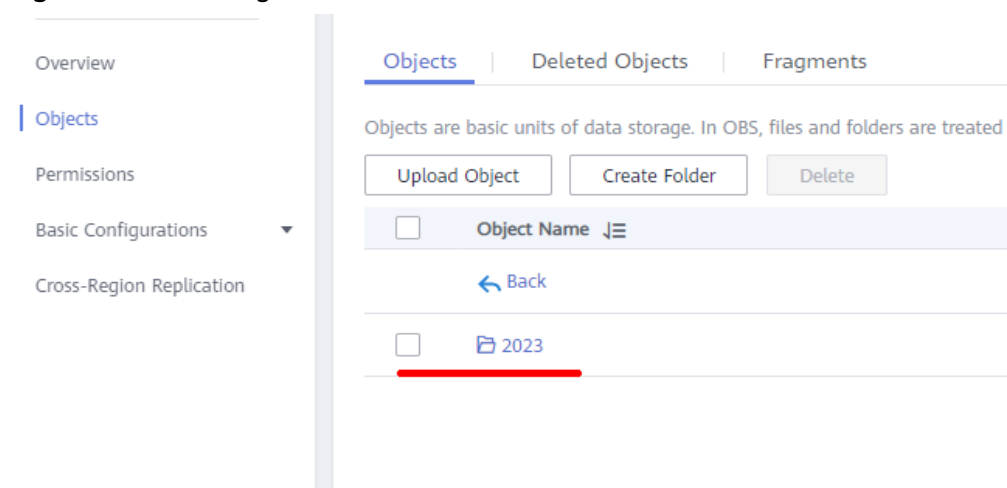 Overview
Objects
Permissions
Basic Configurations
Cross-Region Replication
Objects
Deleted Objects
Fragments
Objects are basic units of data storage. In OBS, files and folders are treated
Upload Object
Create Folder
Delete
Object Name
Back
2023